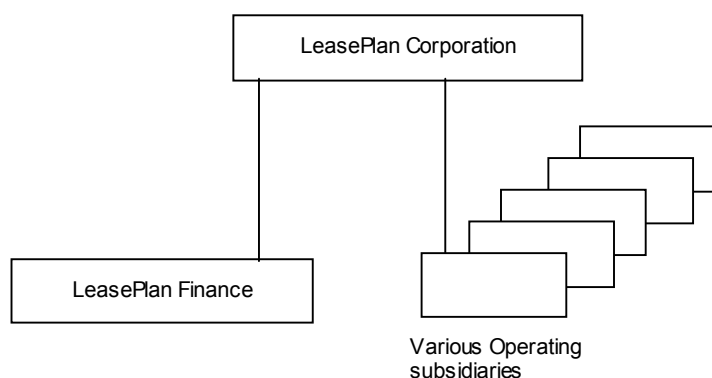 LeasePlan Corporation
LeasePlan Finance
Various Operating
subsidiaries